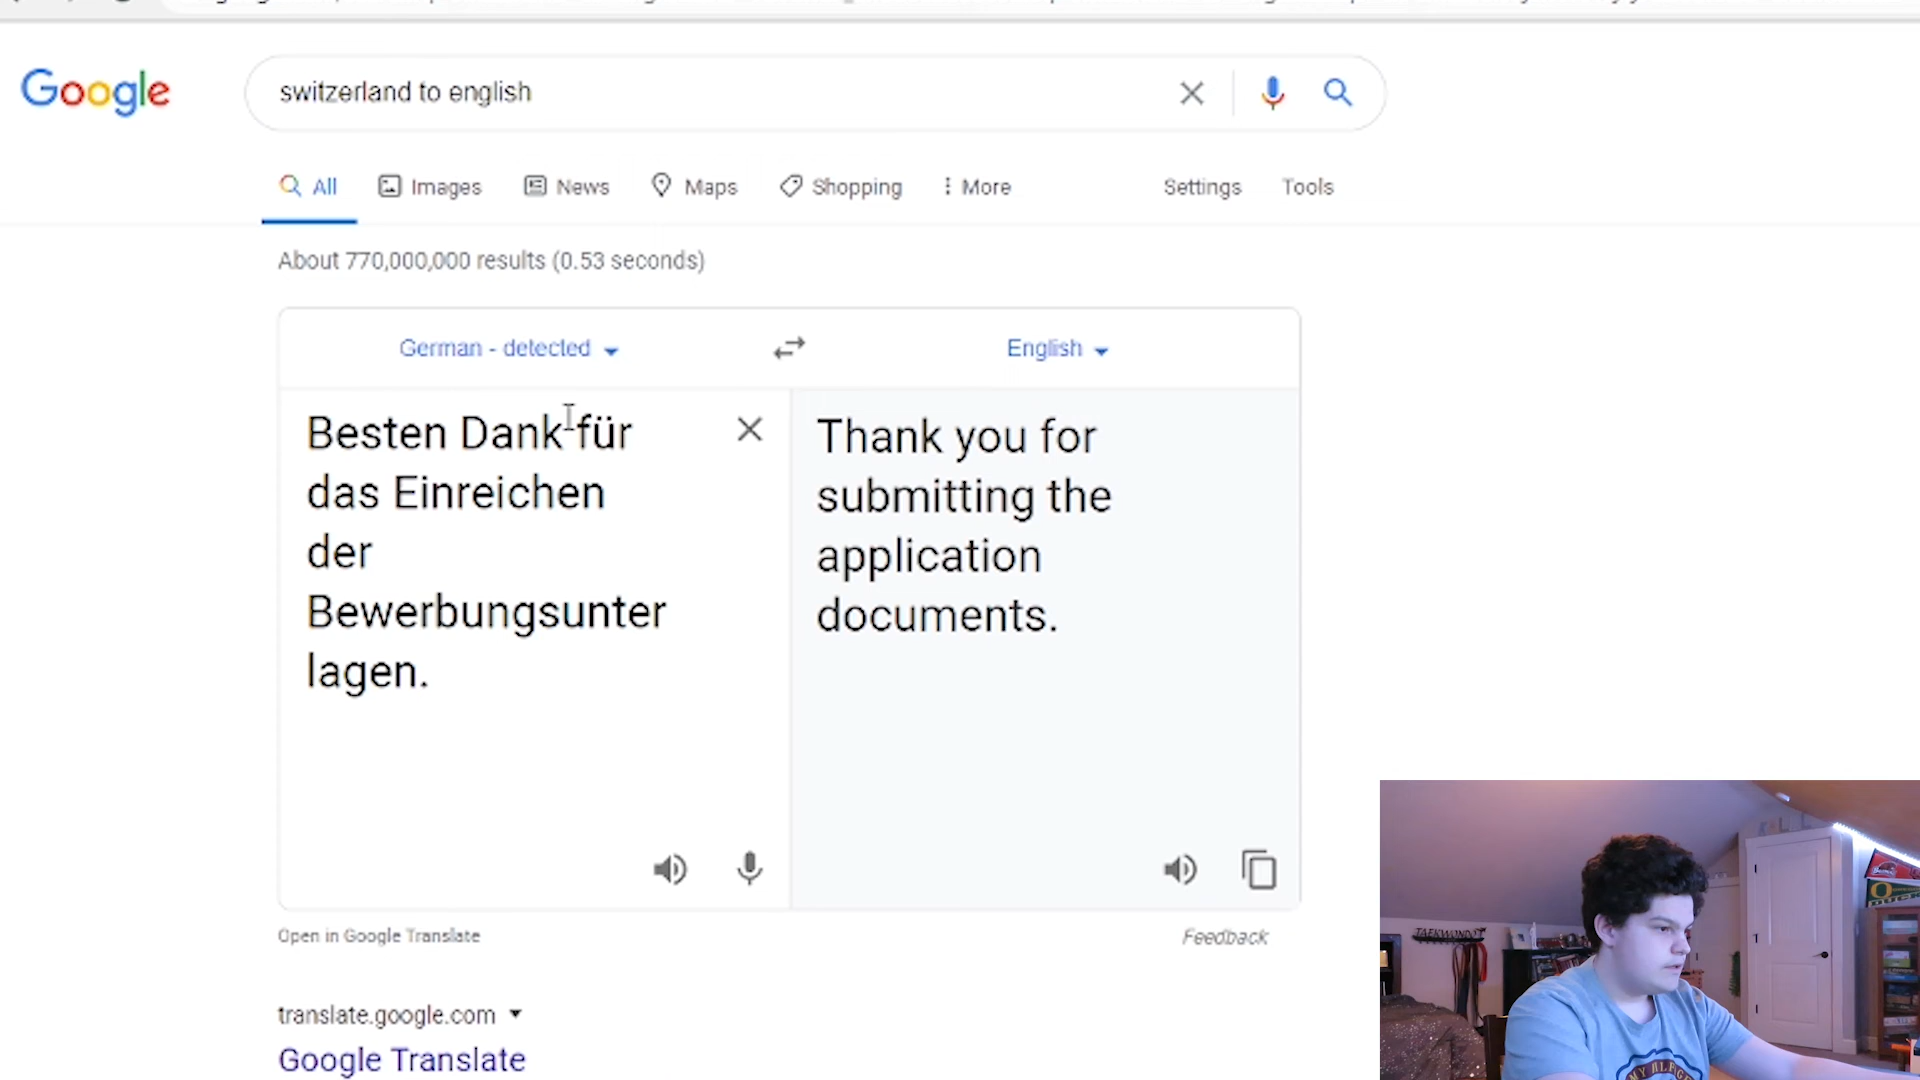 Google
switzerland to english
All Images News Maps Shopping More Settings Tools
About 770,000,000 results (0.53 seconds)
German - detected
English
Besten Dank für
das Einreichen
der
Bewerbungsunter
lagen.
Thank you for
submitting the
application
documents.
Open in Google Translate
Feedback
translate.google.com
Google Translate
TAEKWONDO
O